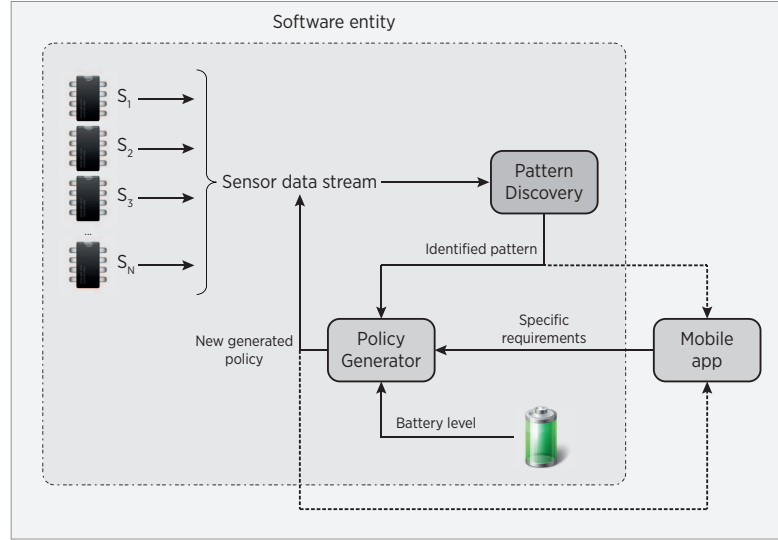 Software entity
S1
S2
S3
...
SN
Sensor data stream
Pattern
Discovery
Identified pattern
New generated
policy
Policy
Generator
Specific
requirements
Mobile
app
Battery level